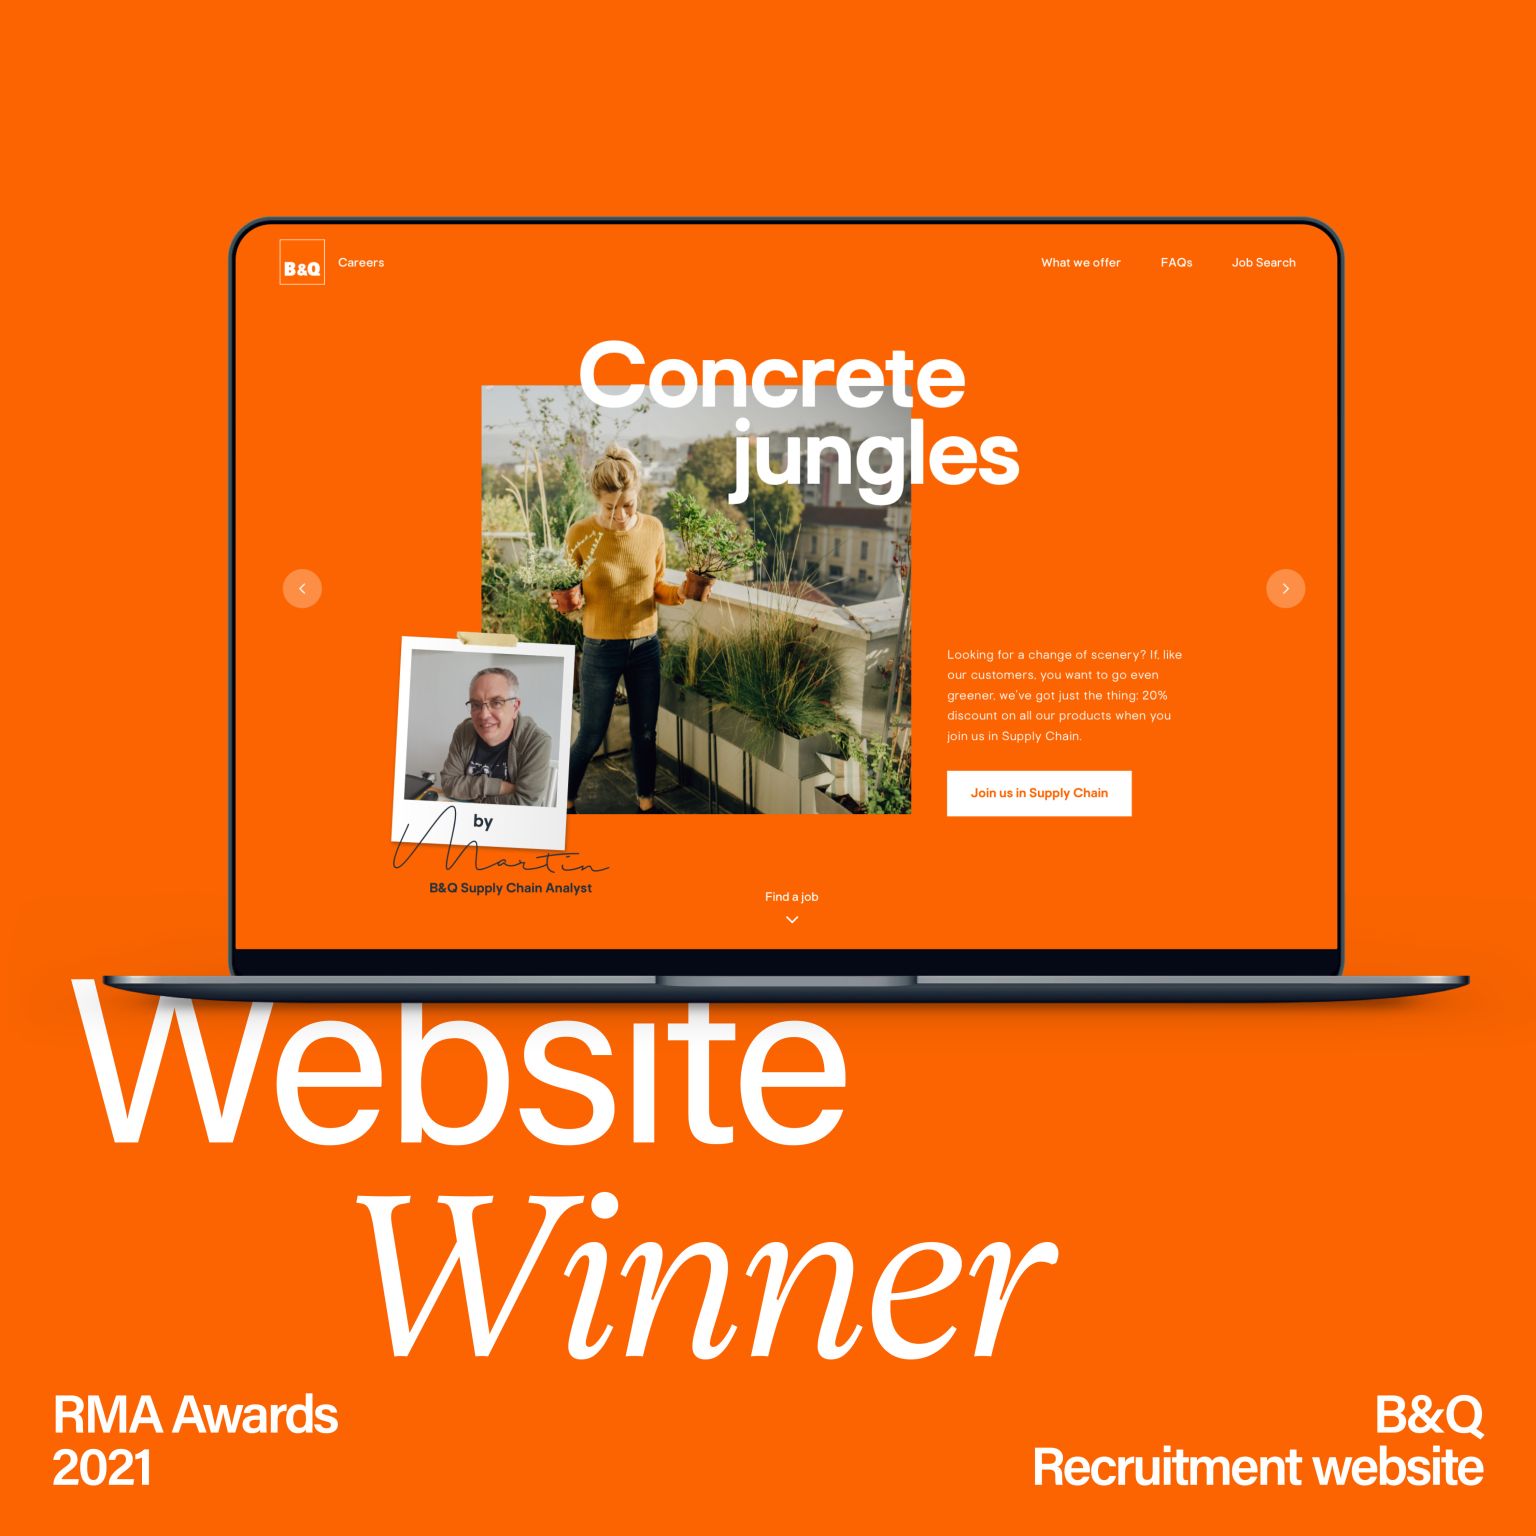 B&Q
Careers
What we offer
FAQs
Job Search
Concrete
jungles
Looking for a change of scenery? If, like
our customers, you want to go even
greener, we've got just the thing: 20%
discount on all our products when you
join us in Supply Chain.
Join us in Supply Chain
by
Martin
B&Q Supply Chain Analyst
Find a job
Website
Winner
RMA Awards
2021
B&Q
Recruitment website